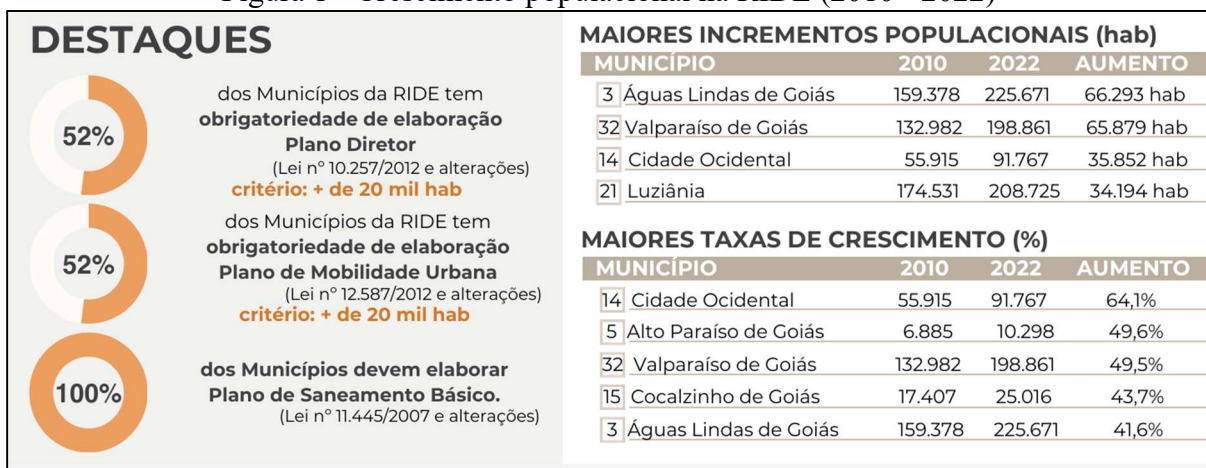 Figura 1 - Crescimento populacional na RIDE (2010 - 2022)
DESTAQUES
52%
dos Municípios da RIDE tem
obrigatoriedade de elaboração
Plano Diretor
(Lei nº 10.257/2012 e alterações)
critério: + de 20 mil hab
52%
dos Municípios da RIDE tem
obrigatoriedade de elaboração
Plano de Mobilidade Urbana
(Lei nº 12.587/2012 e alterações)
critério: + de 20 mil hab
100%
dos Municípios devem elaborar
Plano de Saneamento Básico.
(Lei nº 11.445/2007 e alterações)
MAIORES INCREMENTOS POPULACIONAIS (hab)
MUNICÍPIO 2010 2022 AUMENTO
3 Águas Lindas de Goiás 159.378 225.671 66.293 hab
32 Valparaíso de Goiás 132.982 198.861 65.879 hab
14 Cidade Ocidental 55.915 91.767 35.852 hab
21 Luziânia 174.531 208.725 34.194 hab
MAIORES TAXAS DE CRESCIMENTO (%)
MUNICÍPIO 2010 2022 AUMENTO
14 Cidade Ocidental 55.915 91.767 64,1%
5 Alto Paraíso de Goiás 6.885 10.298 49,6%
32 Valparaíso de Goiás 132.982 198.861 49,5%
15 Cocalzinho de Goiás 17.407 25.016 43,7%
3 Águas Lindas de Goiás 159.378 225.671 41,6%